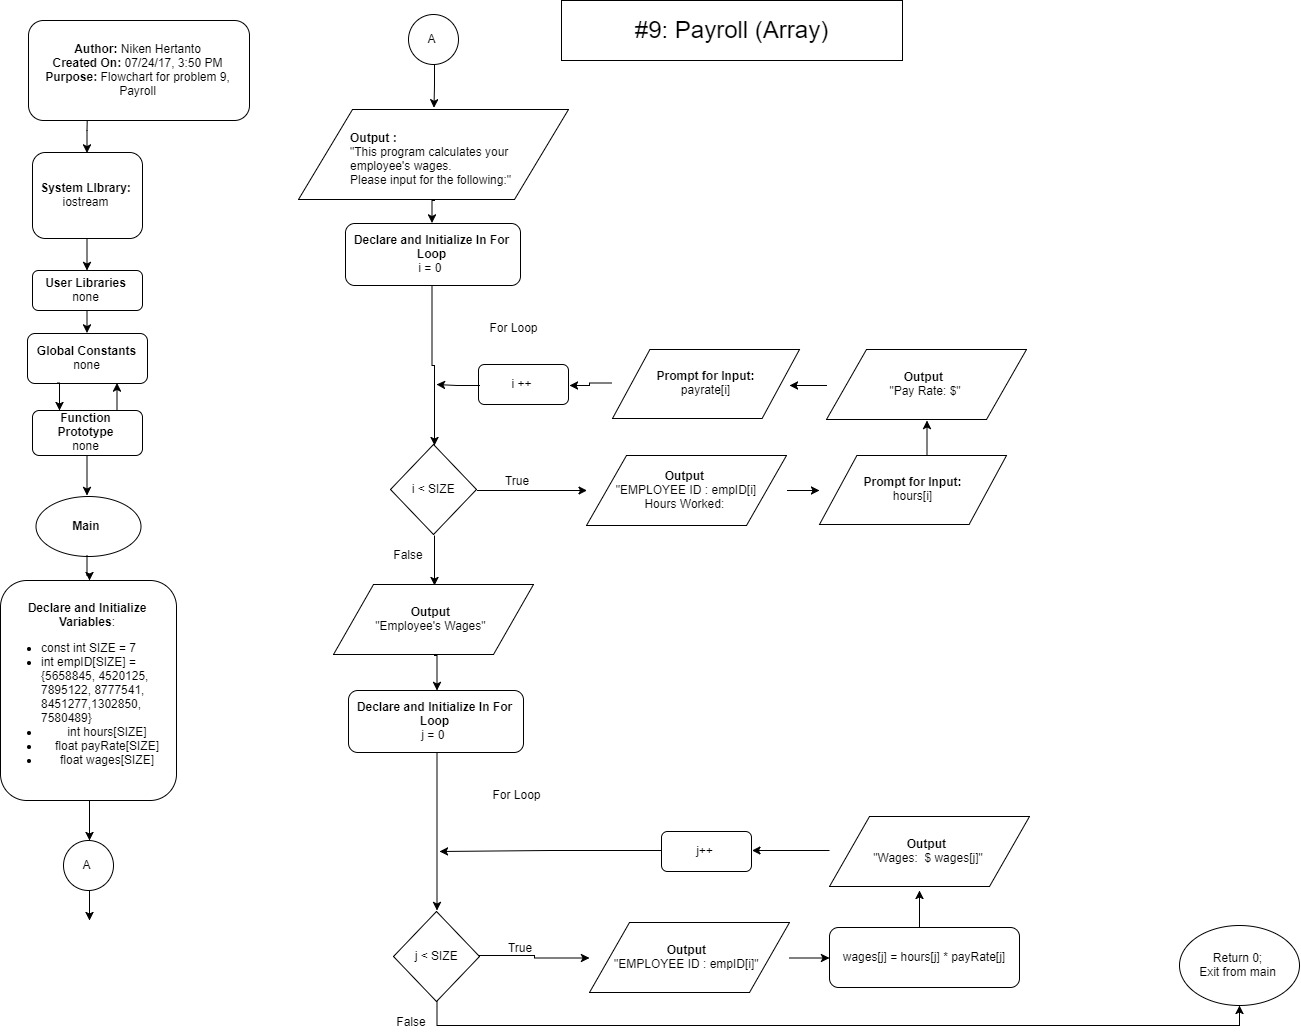 #9: Payroll (Array)
Author: Niken Hertanto
Created On: 07/24/17, 3:50 PM
Purpose: Flowchart for problem 9,
Payroll
System LIbrary:
iostream
User Libraries
none
Global Constants
none
Function
Prototype
none
Main
Declare and Initialize
Variables:
const int SIZE = 7
int empID[SIZE] =
{5658845, 4520125,
7895122, 8777541,
8451277,1302850,
7580489}
int hours[SIZE]
float payRate[SIZE]
float wages[SIZE]
A
A
Output :
"This program calculates your
employee's wages.
Please input for the following:"
Declare and Initialize In For
Loop
i = 0
For Loop
i ++
Prompt for Input:
payrate[i]
Output
"Pay Rate: $"
i < SIZE
True
Output
"EMPLOYEE ID : empID[i]
Hours Worked:
Prompt for Input:
hours[i]
False
Output
"Employee's Wages"
Declare and Initialize In For
Loop
j = 0
For Loop
j++
Output
"Wages:  $ wages[j]"
j < SIZE
True
Output
"EMPLOYEE ID : empID[i]"
wages[j] = hours[j] * payRate[j]
False
Return 0;
Exit from main